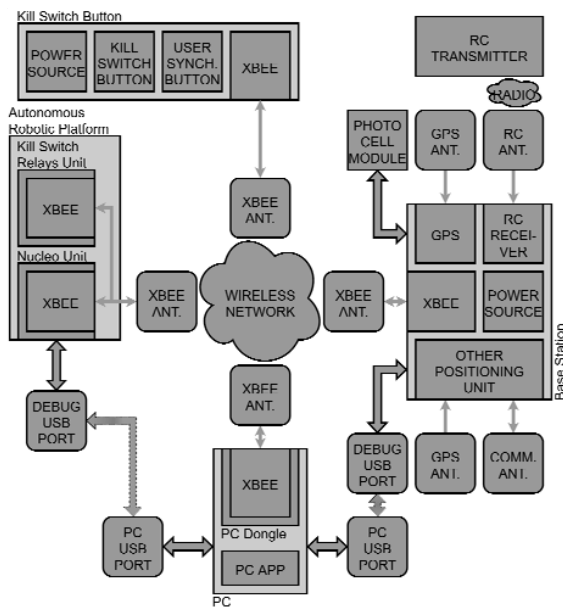 Kill Switch Button
POWER
SOURCE
KILL
SWITCH
BUTTON
USER
SYNCH.
BUTTON
XBEE
RC
TRANSMITTER
RADIO
Autonomous
Robotic Platform
Kill Switch
Relays Unit
XBEE
Nucleo Unit
XBEE
PHOTO
CELL
MODULE
GPS
ANT.
RC
ANT.
XBEE
ANT.
XBEE
ANT.
WIRELESS
NETWORK
XBEE
ANT.
XBEE
ANT.
GPS
RC
RECEI-
VER
XBEE
POWER
SOURCE
OTHER
POSITIONING
UNIT
Base Station
DEBUG
USB
PORT
DEBUG
USB
PORT
GPS
ANT.
COMM.
ANT.
PC
USB
PORT
XBEE
PC Dongle
PC APP
PC
PC
USB
PORT